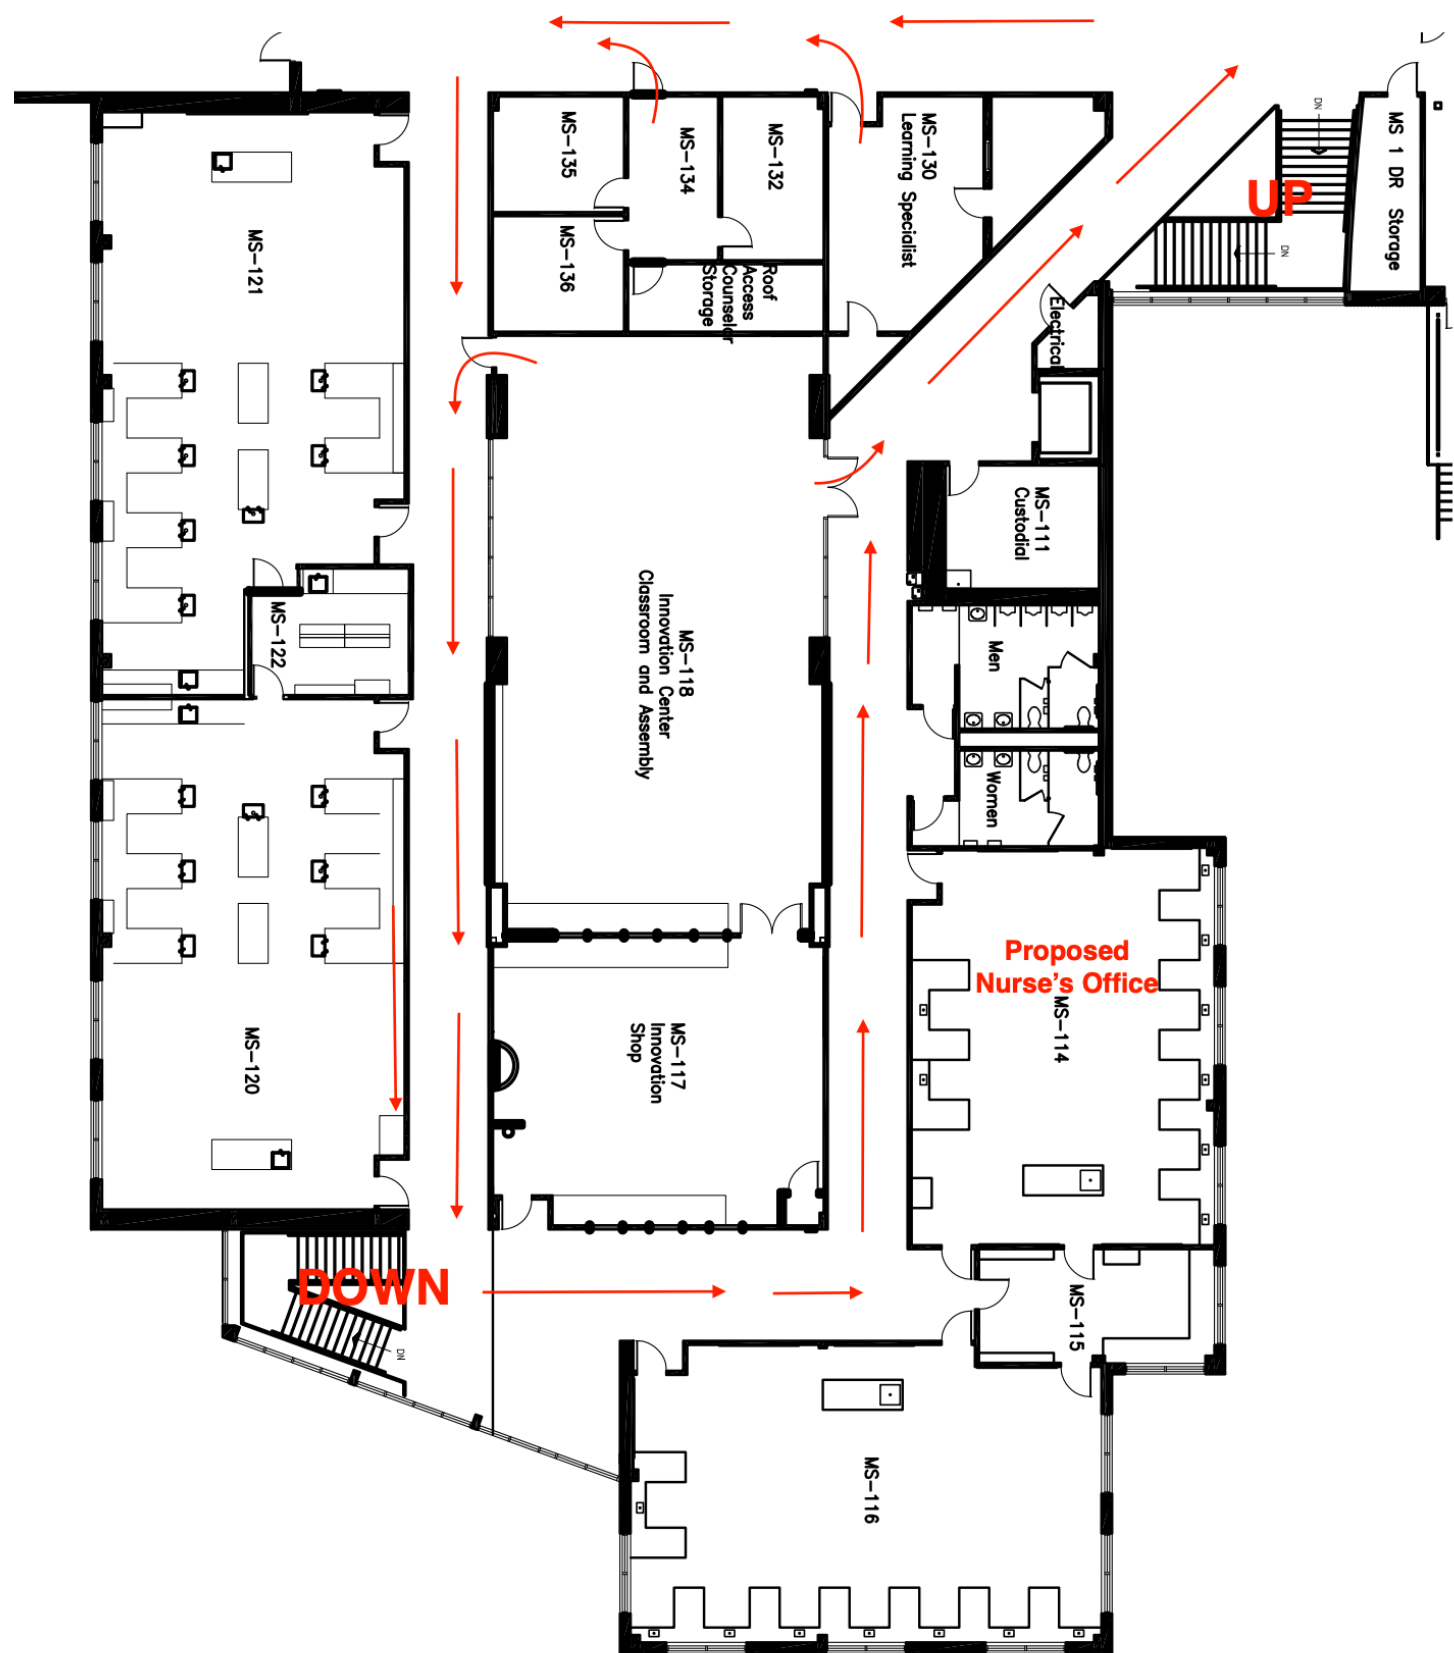 DN
MS 1 DR Storage
UP
DN
MS-135
MS-134
MS-132
MS-130
Learning Specialist
MS-136
Roof
Access
Counselor
Storage
MS-121
Electrical
MS-111
Custodial
MS-118
Innovation Center
Classroom and Assembly
MS-122
Men
Women
Proposed
Nurse's Office
MS-114
MS-120
MS-117
Innovation
Shop
DOWN
DN
MS-115
MS-116